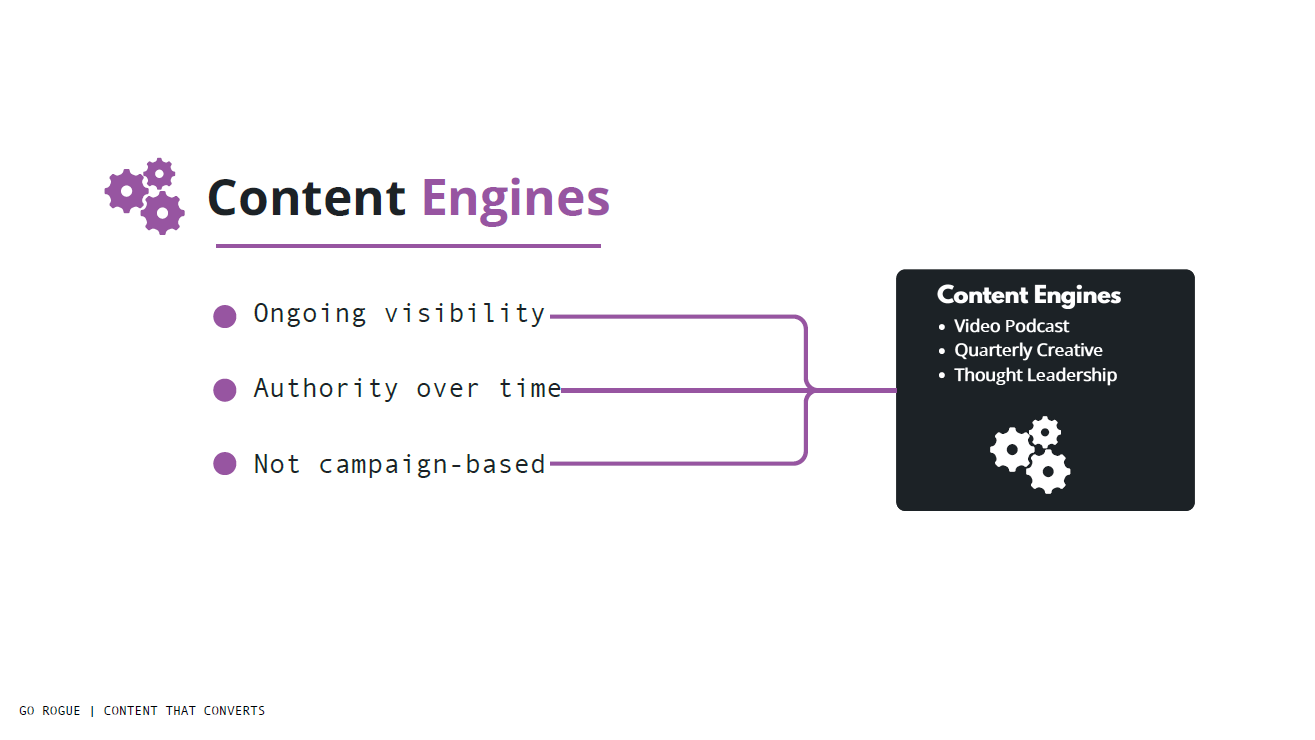 Content Engines
Ongoing visibility
Authority over time
Not campaign-based
Content Engines
• Video Podcast
• Quarterly Creative
• Thought Leadership
GO ROGUE | CONTENT THAT CONVERTS